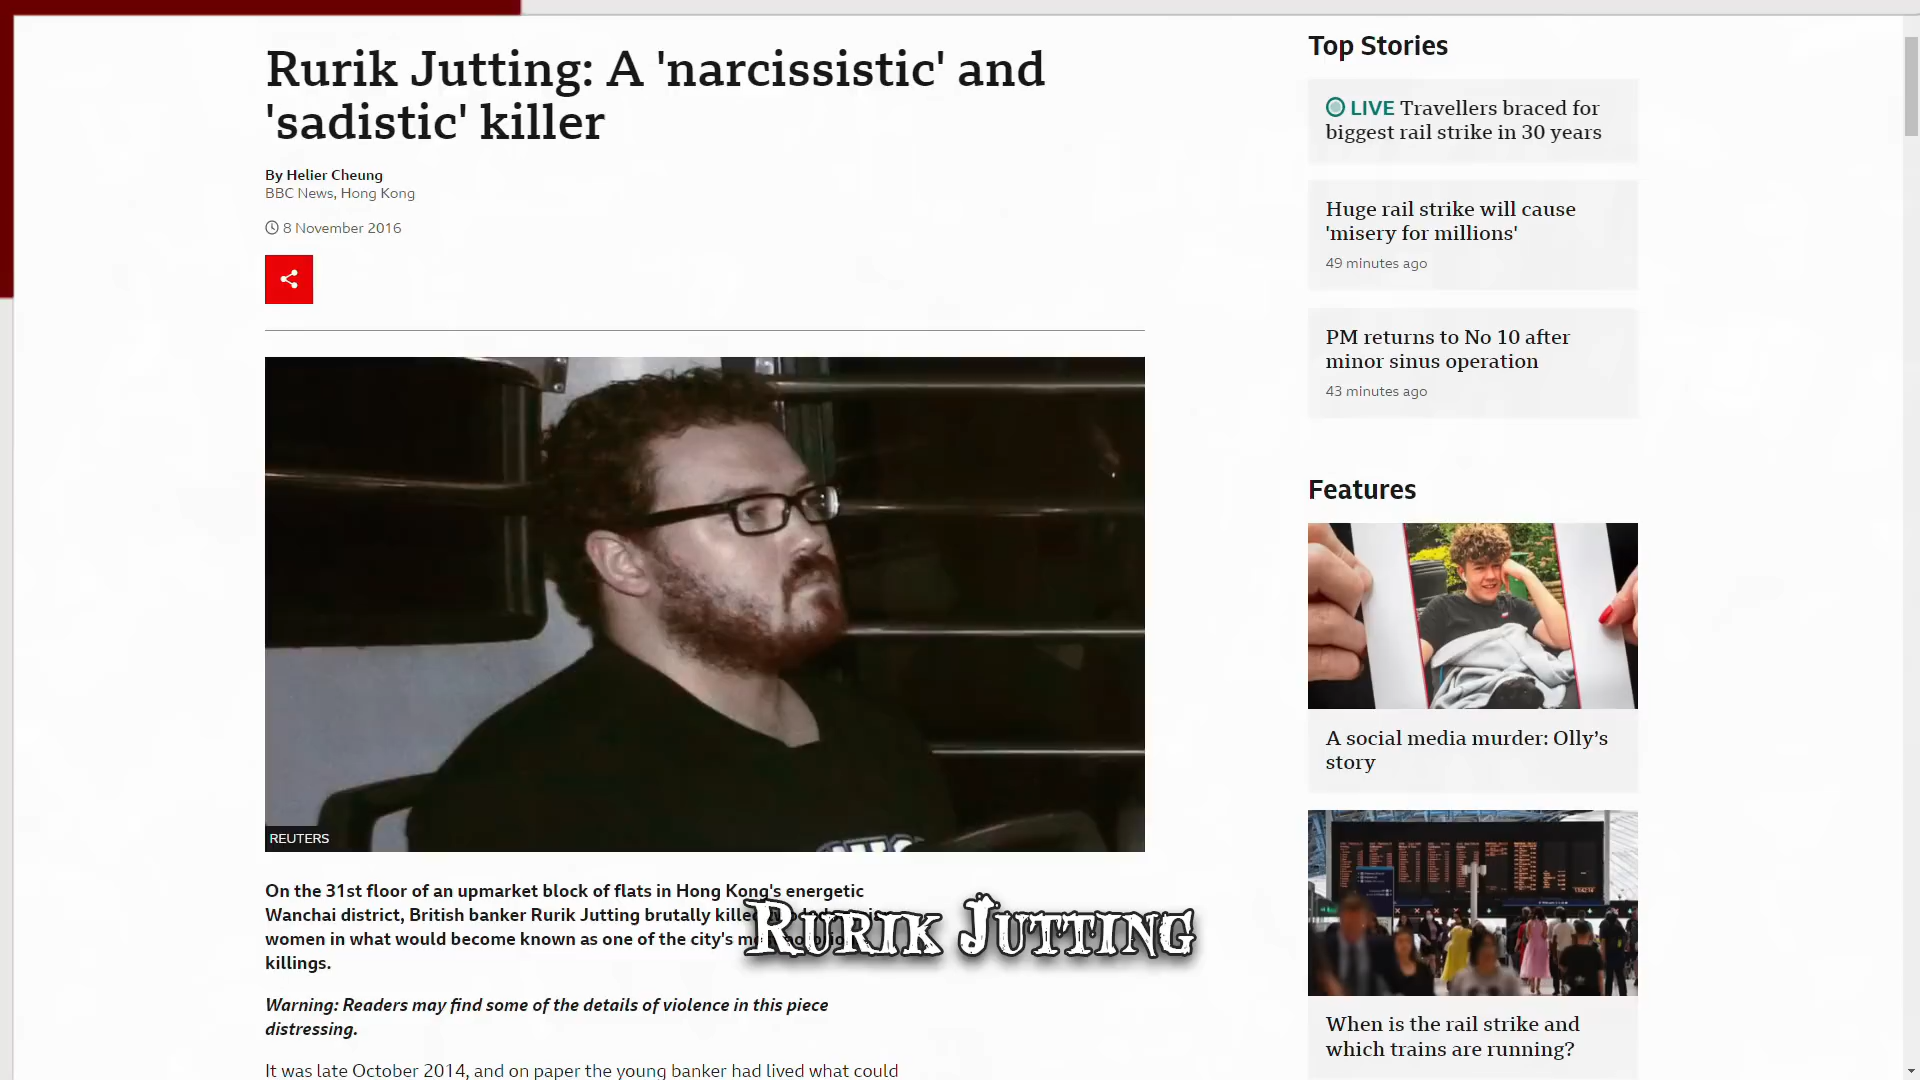 Rurik Jutting: A 'narcissistic' and
'sadistic' killer
By Helier Cheung
BBC News, Hong Kong
8 November 2016
REUTERS
On the 31st floor of an upmarket block of flats in Hong Kong's energetic
Wanchai district, British banker Rurik Jutting brutally
women in what would become known as one of the city's
killings.
RURIK JUTTING
Warning: Readers may find some of the details of violence in this piece
distressing.
It was late October 2014, and on paper the young banker had lived what could
Top Stories
LIVE Travellers braced for
biggest rail strike in 30 years
Huge rail strike will cause
'misery for millions'
49 minutes ago
PM returns to No 10 after
minor sinus operation
43 minutes ago
Features
A social media murder: Olly's
story
When is the rail strike and
which trains are running?